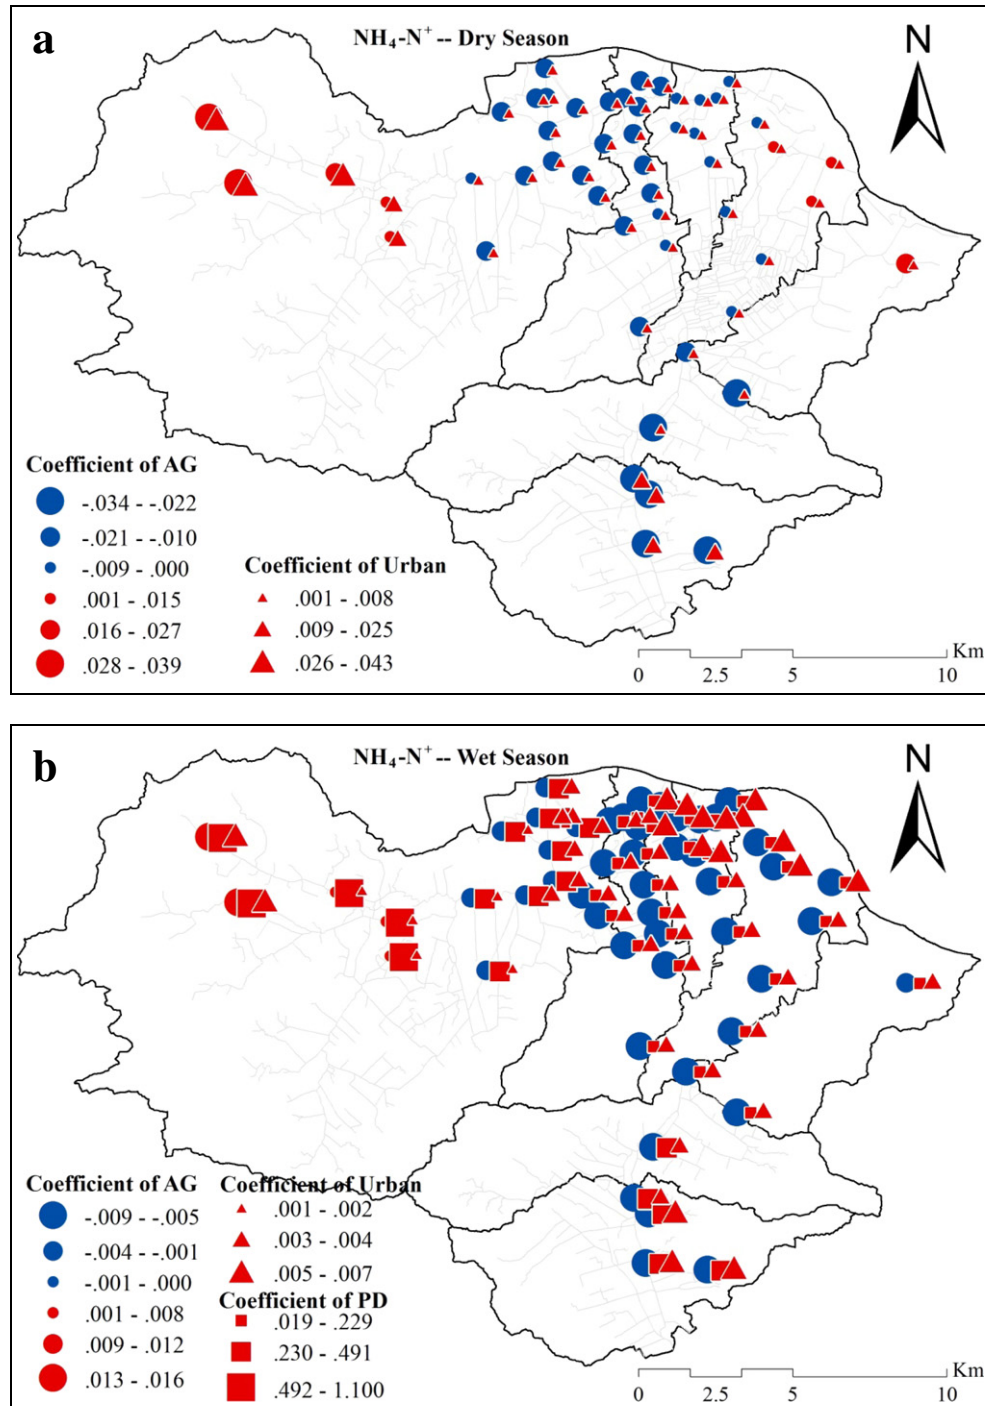 a
NH4-N+ -- Dry Season
N
Coefficient of AG
-.034 - -.022
-.021 - -.010
-.009 - .000
.001 - .015
.016 - .027
.028 - .039
Coefficient of Urban
.001 - .008
.009 - .025
.026 - .043
Km
0 2.5 5 10
b
NH4-N+ -- Wet Season
N
Coefficient of AG
-.009 - -.005
-.004 - -.001
-.001 - .000
.001 - .008
.009 - .012
.013 - .016
Coefficient of Urban
.001 - .002
.003 - .004
.005 - .007
Coefficient of PD
.019 - .229
.230 - .491
.492 - 1.100
Km
0 2.5 5 10